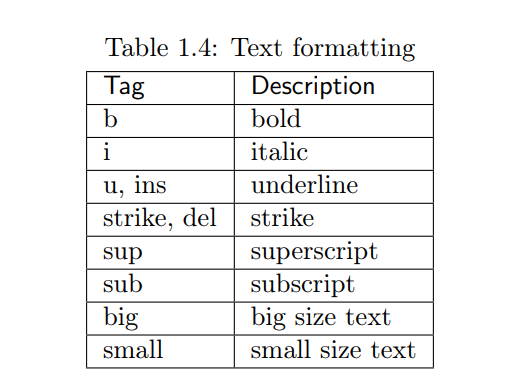 Table 1.4: Text formatting
Tag Description
b bold
i italic
u, ins underline
strike, del strike
sup superscript
sub subscript
big big size text
small small size text